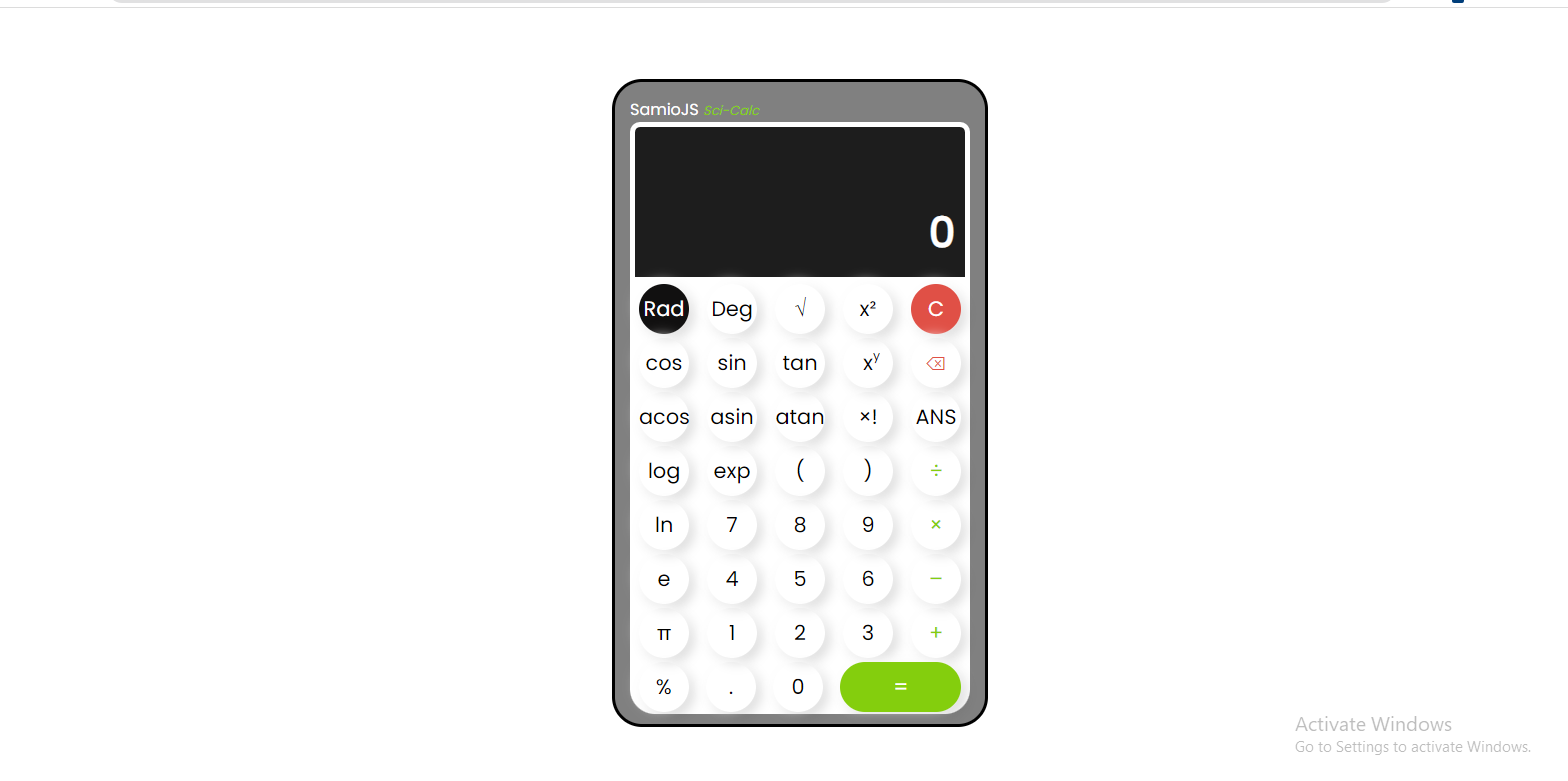 SamioJS Sci-Calc
0
Rad Deg √ x² C
cos sin tan xʸ ⌫
acos asin atan ×! ANS
log exp ( ) ÷
ln 7 8 9 ×
e 4 5 6 −
π 1 2 3 +
% . 0 =
Activate Windows
Go to Settings to activate Windows.